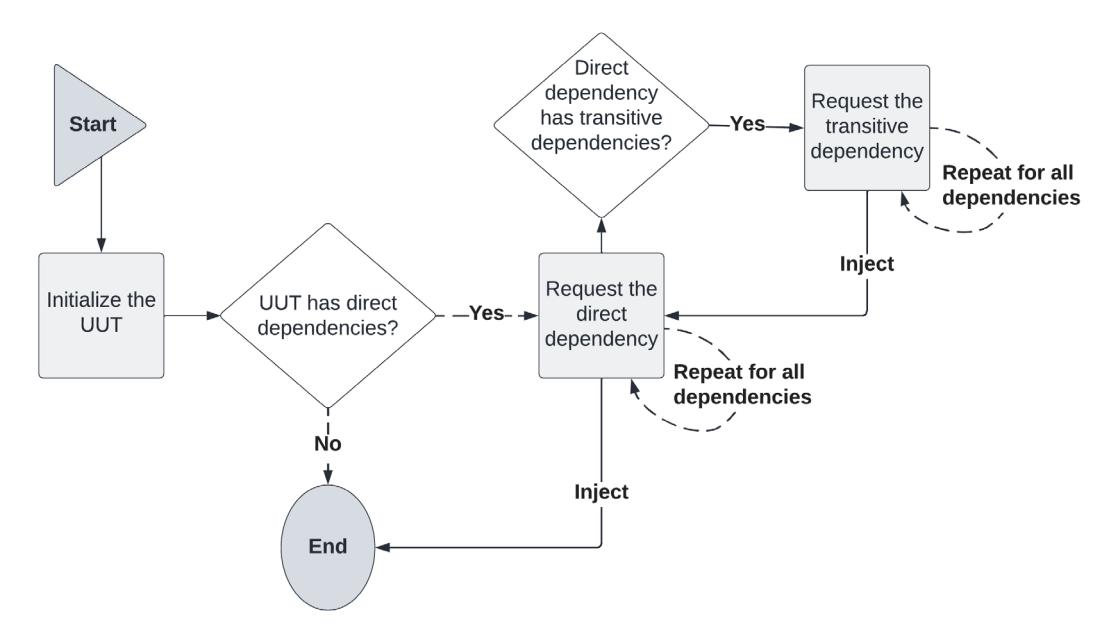 Start
Initialize the
UUT
UUT has direct
dependencies?
Yes
No
End
Request the
direct
dependency
Repeat for all
dependencies
Inject
Direct
dependency
has transitive
dependencies?
Yes
Request the
transitive
dependency
Repeat for all
dependencies
Inject